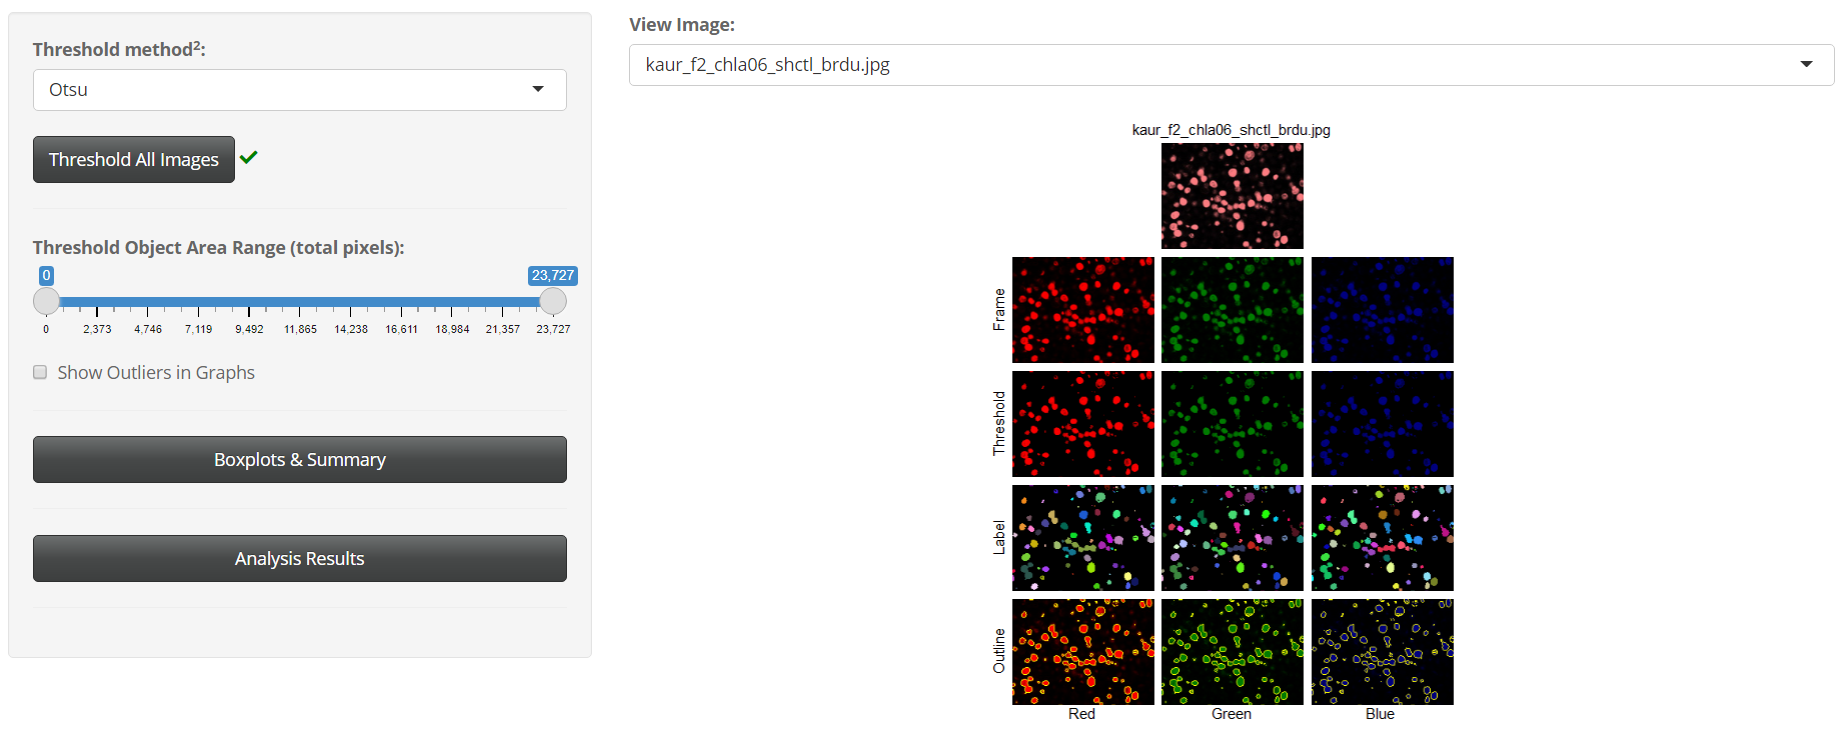 Threshold method²:
Otsu
Threshold All Images
Threshold Object Area Range (total pixels):
0 23,727
0 2,373 4,746 7,119 9,492 11,865 14,238 16,611 18,984 21,357 23,727
Show Outliers in Graphs
Boxplots & Summary
Analysis Results
View Image:
kaur_f2_chla06_shctl_brdu.jpg
kaur_f2_chla06_shctl_brdu.jpg
Frame
Threshold
Label
Outline
Red Green Blue